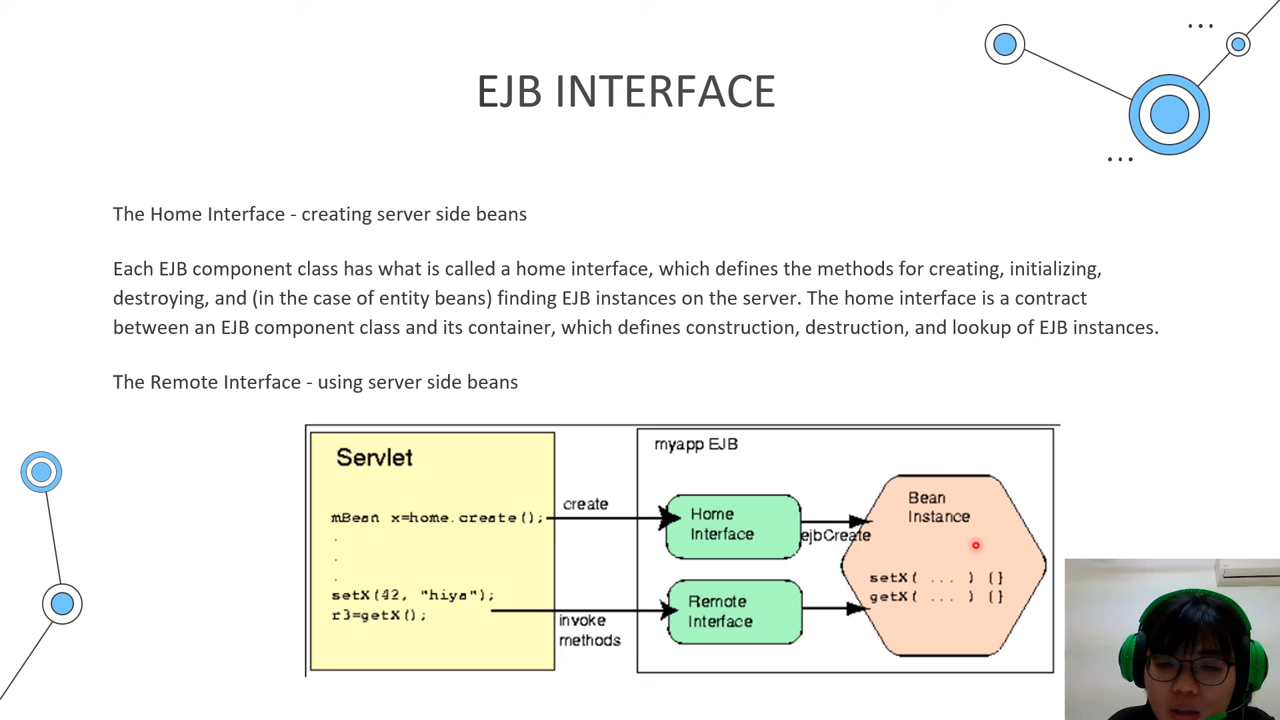 EJB INTERFACE
The Home Interface - creating server side beans
Each EJB component class has what is called a home interface, which defines the methods for creating, initializing,
destroying, and (in the case of entity beans) finding EJB instances on the server. The home interface is a contract
between an EJB component class and its container, which defines construction, destruction, and lookup of EJB instances.
The Remote Interface - using server side beans
Servlet
mBean x=home.create();
.
.
.
setX(42, "hiya");
r3=getX();
create
invoke
methods
myapp EJB
Home
Interface
ejbCreate
Remote
Interface
Bean
Instance
setX( ... ) {}
getX( ... ) {}